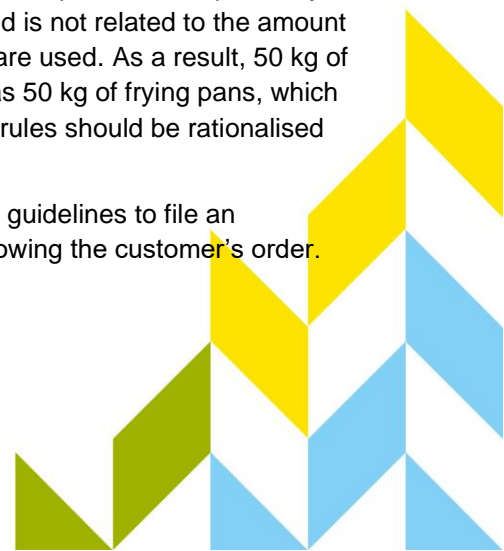 d is not related to the amount
are used. As a result, 50 kg of
as 50 kg of frying pans, which
rules should be rationalised
guidelines to file an
owing the customer's order.